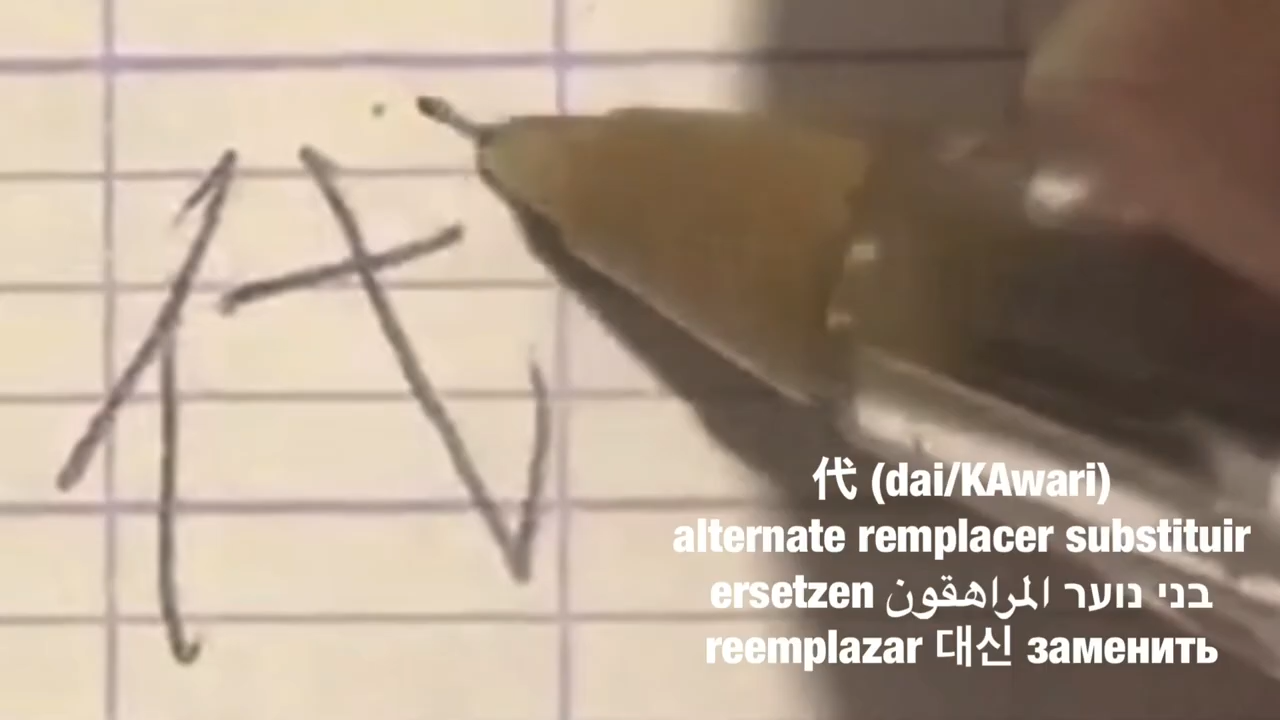 代
代 (dai/KAwari)
alternate remplacer substituir
ersetzen בני נוער المراهقون
reemplazar 대신 заменить